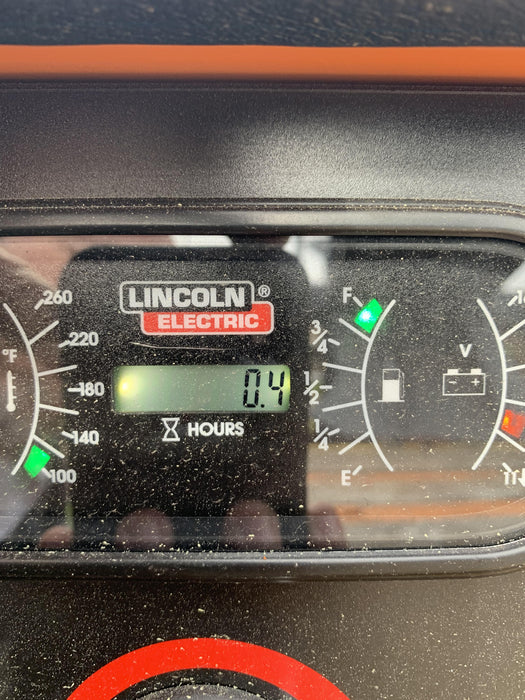 LINCOLN ®
ELECTRIC
0.4
HOURS
°F
260
220
180
140
100
F
3/4
1/2
1/4
E
V
- +